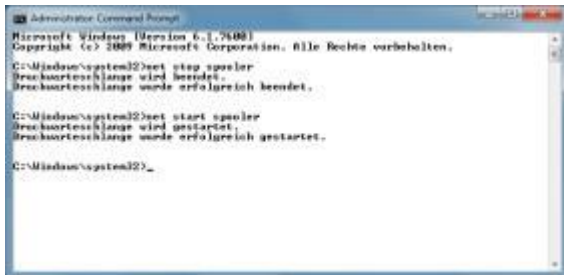 Administrator: Command Prompt
Microsoft Windows [Version 6.1.7600]
Copyright (c) 2009 Microsoft Corporation. Alle Rechte vorbehalten.
C:\Windows\system32>net stop spooler
Druckwarteschlange wird beendet.
Druckwarteschlange wurde erfolgreich beendet.
C:\Windows\system32>net start spooler
Druckwarteschlange wird gestartet.
Druckwarteschlange wurde erfolgreich gestartet.
C:\Windows\system32>_